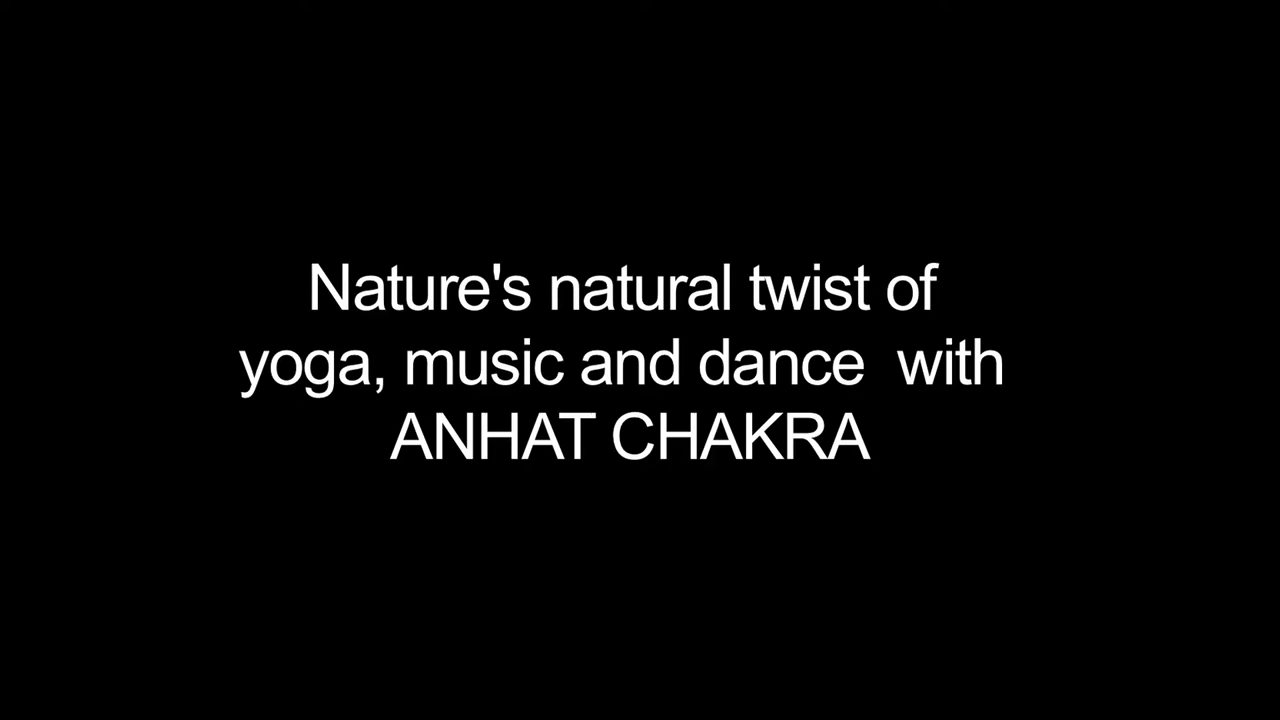 Nature's natural twist of
yoga, music and dance  with
ANHAT CHAKRA